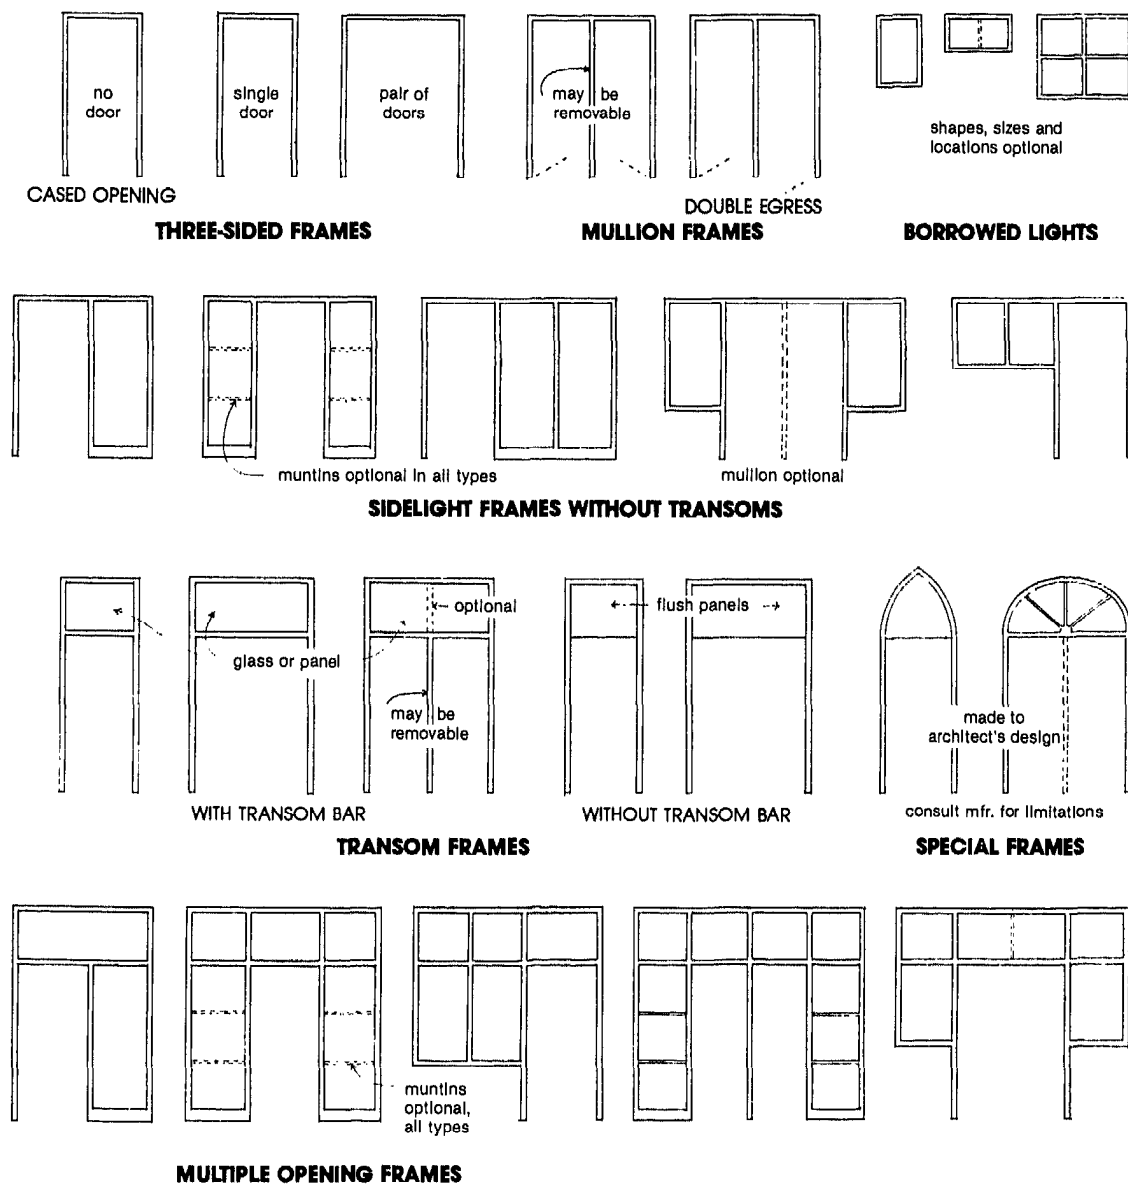 no
door
single
door
pair of
doors
may be
removable
shapes, sizes and
locations optional
CASED OPENING
DOUBLE EGRESS
THREE-SIDED FRAMES
MULLION FRAMES
BORROWED LIGHTS
muntins optional in all types
mullion optional
SIDELIGHT FRAMES WITHOUT TRANSOMS
optional
flush panels
glass or panel
may be
removable
made to
architect's design
WITH TRANSOM BAR
WITHOUT TRANSOM BAR
consult mfr. for limitations
TRANSOM FRAMES
SPECIAL FRAMES
muntins
optional,
all types
MULTIPLE OPENING FRAMES